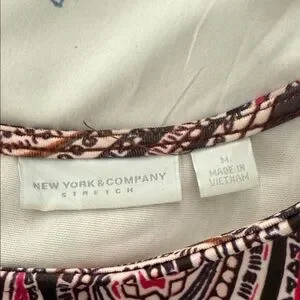 NEW YORK & COMPANY
STRETCH
M
MADE IN
VIETNAM